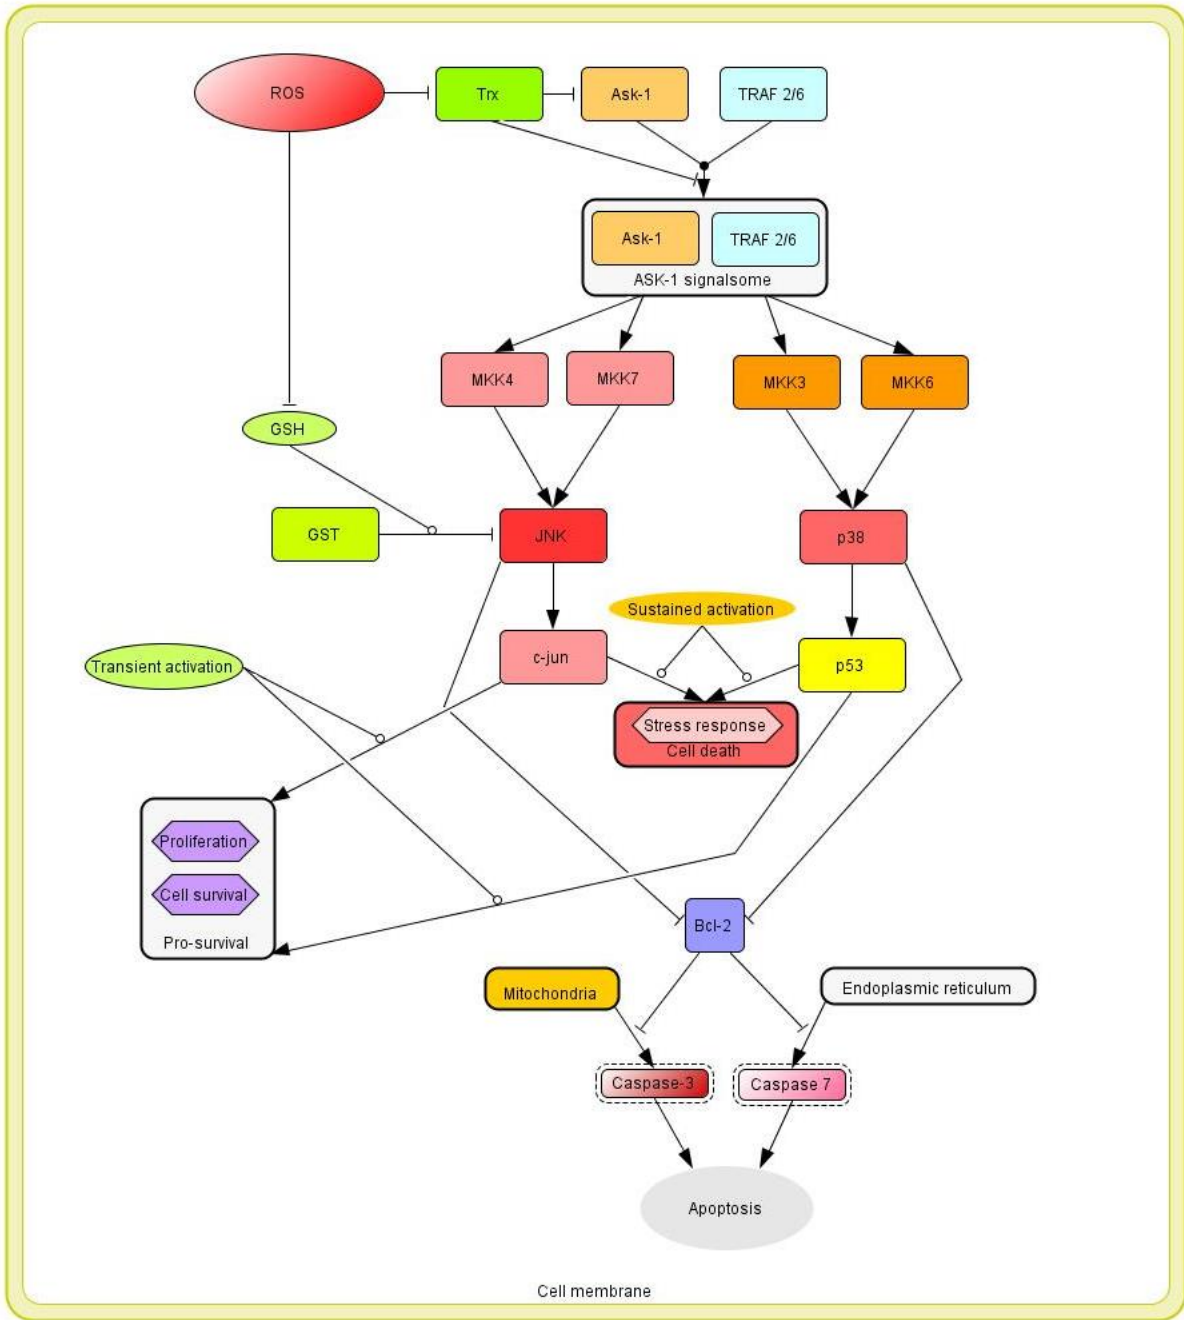 ROS
Trx
Ask-1
TRAF 2/6
Ask-1
TRAF 2/6
ASK-1 signalsome
MKK4
MKK7
MKK3
MKK6
GSH
GST
JNK
p38
Sustained activation
Transient activation
c-jun
p53
Stress response
Cell death
Proliferation
Cell survival
Pro-survival
Bcl-2
Mitochondria
Endoplasmic reticulum
Caspase-3
Caspase 7
Apoptosis
Cell membrane